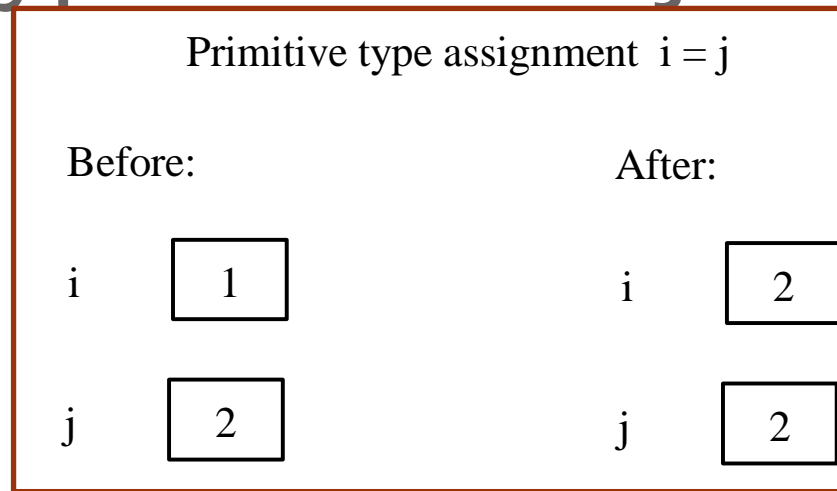 Primitive type assignment i = j
Before: After:
i 1 i 2
j 2 j 2